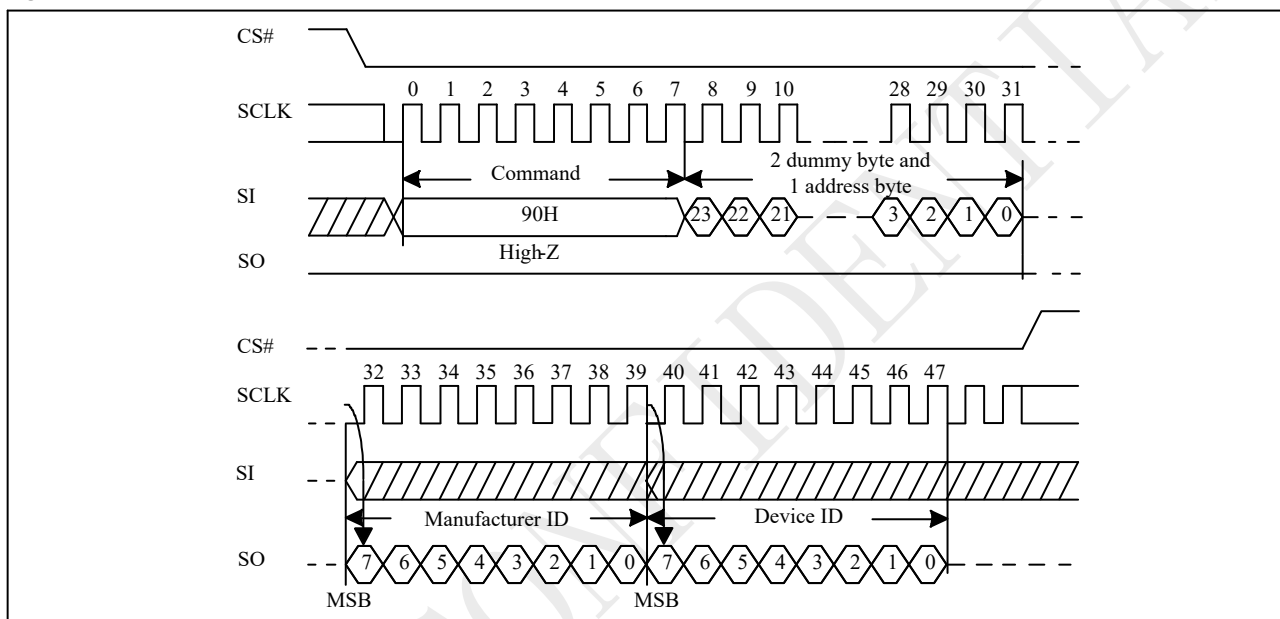 CS#
0 1 2 3 4 5 6 7 8 9 10 28 29 30 31
SCLK
Command
2 dummy byte and
1 address byte
SI
90H 23 22 21 3 2 1 0
High-Z
SO
CS#
32 33 34 35 36 37 38 39 40 41 42 43 44 45 46 47
SCLK
SI
Manufacturer ID Device ID
SO
7 6 5 4 3 2 1 0 7 6 5 4 3 2 1 0
MSB MSB